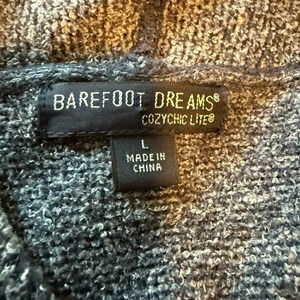 BAREFOOT DREAMS®
COZYCHIC LITE®
L
MADE IN
CHINA